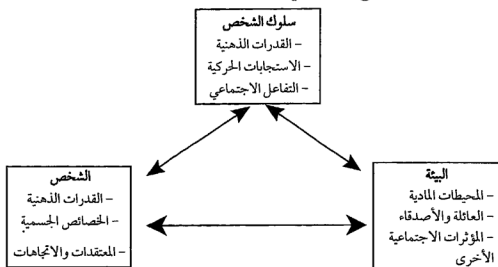 سلوك الشخص
– القدرات الذهنية
– الاستجابات الحركية
– التفاعل الاجتماعي
الشخص
– القدرات الذهنية
– الخصائص الجسمية
– المعتقدات والاتجاهات
البيئة
– المحيطات المادية
– العائلة والأصدقاء
– المؤثرات الاجتماعية
الأخرى